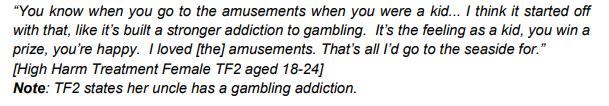 “You know when you go to the amusements when you were a kid... I think it started off
with that, like it’s built a stronger addiction to gambling.  It’s the feeling as a kid, you win a
prize, you’re happy.  I loved [the] amusements. That’s all I’d go to the seaside for.”
[High Harm Treatment Female TF2 aged 18-24]
Note: TF2 states her uncle has a gambling addiction.